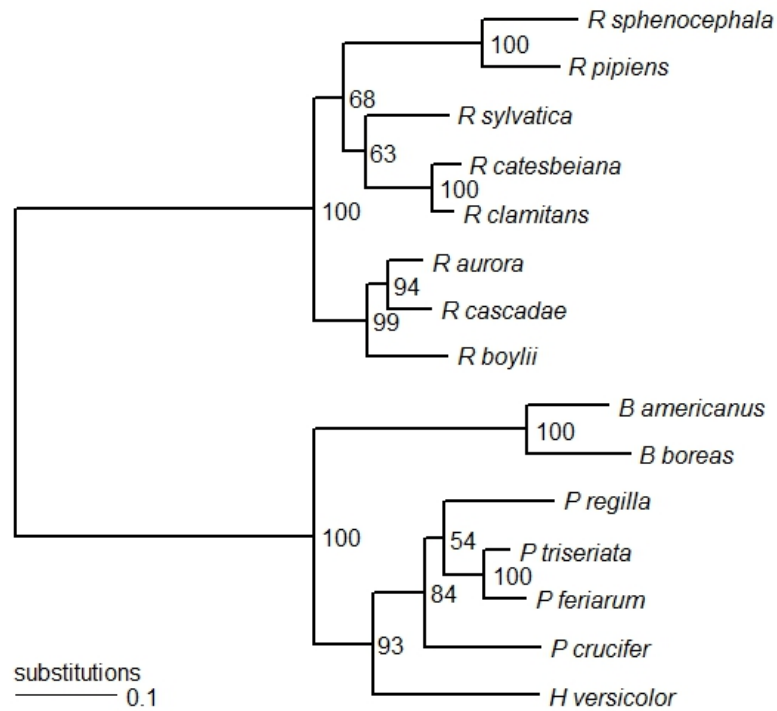 R sphenocephala
100
R pipiens
68
R sylvatica
63
R catesbeiana
100
R clamitans
100
R aurora
94
R cascadae
99
R boylii
B americanus
100
B boreas
P regilla
100
54
P triseriata
100
P feriarum
84
P crucifer
93
H versicolor
substitutions
0.1